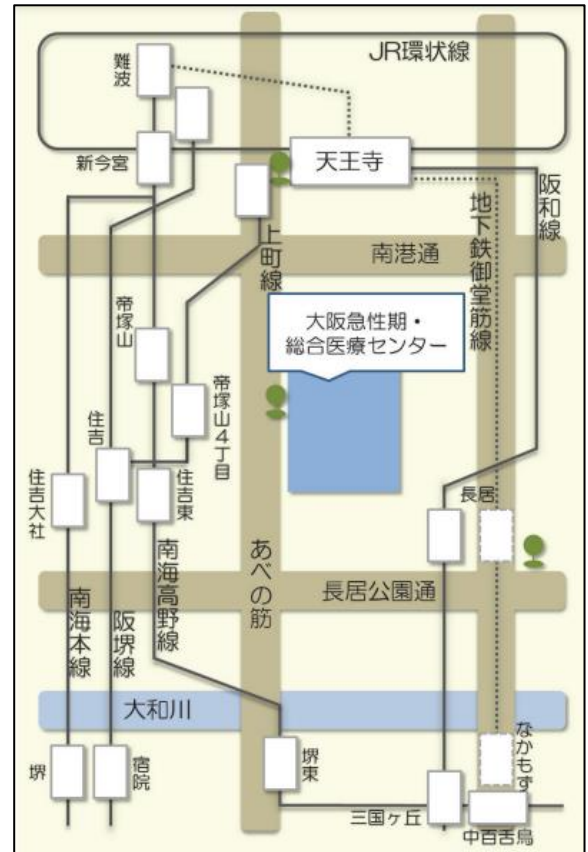 JR環状線
難波
新今宮
天王寺
阪和線
地下鉄御堂筋線
上町線
南港通
大阪急性期・
総合医療センター
帝塚山
帝塚山4丁目
住吉
住吉大社
住吉東
長居
南海本線
阪堺線
南海高野線
あべの筋
長居公園通
大和川
堺
宿院
堺東
三国ヶ丘
なかもず
中百舌鳥